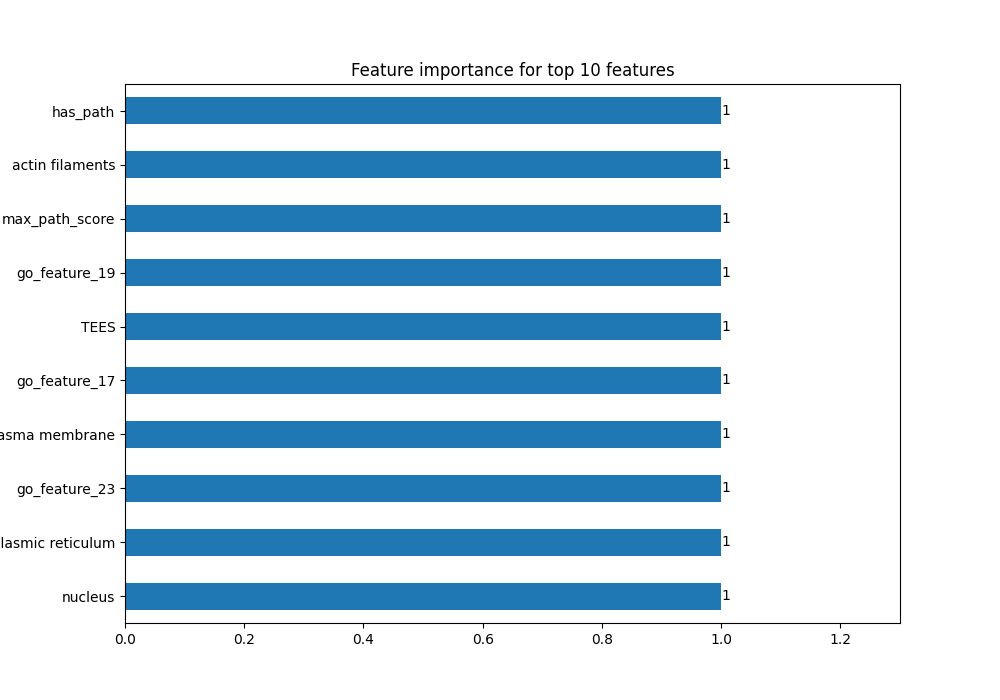 Feature importance for top 10 features
has_path 1
actin filaments 1
max_path_score 1
go_feature_19 1
TEES 1
go_feature_17 1
asma membrane 1
go_feature_23 1
lasmic reticulum 1
nucleus 1
0.0 0.2 0.4 0.6 0.8 1.0 1.2